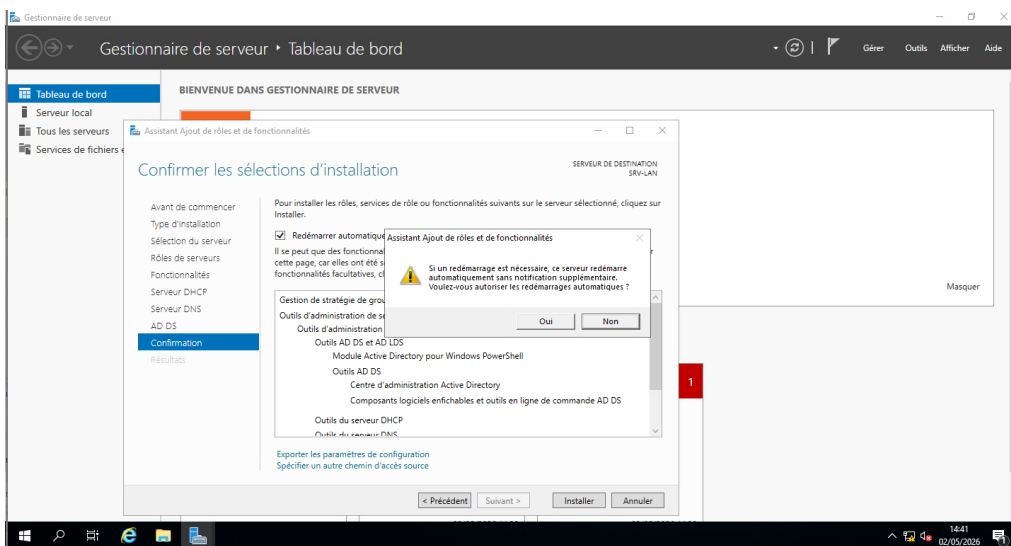 Gestionnaire de serveur
Gestionnaire de serveur • Tableau de bord
Gérer Outils Afficher Aide
Tableau de bord
Serveur local
Tous les serveurs
Services de fichiers
BIENVENUE DANS GESTIONNAIRE DE SERVEUR
Masquer
1
Assistant Ajout de rôles et de fonctionnalités
Confirmer les sélections d'installation
SERVEUR DE DESTINATION
SRV-LAN
Avant de commencer
Type d'installation
Sélection du serveur
Rôles de serveurs
Fonctionnalités
Serveur DHCP
Serveur DNS
AD DS
Confirmation
Résultats
Pour installer les rôles, services de rôle ou fonctionnalités suivants sur le serveur sélectionné, cliquez sur
Installer.
Redémarrer
Il se peut que des
cette page, car elles ont été
fonctionnalités facultatives,
Assistant Ajout de rôles et de fonctionnalités
Si un redémarrage est nécessaire, ce serveur redémarre
automatiquement sans notification supplémentaire.
Voulez-vous autoriser les redémarrages automatiques ?
Oui Non
Gestion de stratégie de
Outils d'administration de
Outils d'administration
Outils AD DS et AD LDS
Module Active Directory pour Windows PowerShell
Outils AD DS
Centre d'administration Active Directory
Composants logiciels enfichables et outils en ligne de commande AD DS
Outils du serveur DHCP
Outils du serveur DNS
Exporter les paramètres de configuration
Spécifier un autre chemin d'accès source
< Précédent Suivant > Installer Annuler
14:41
02/05/2026